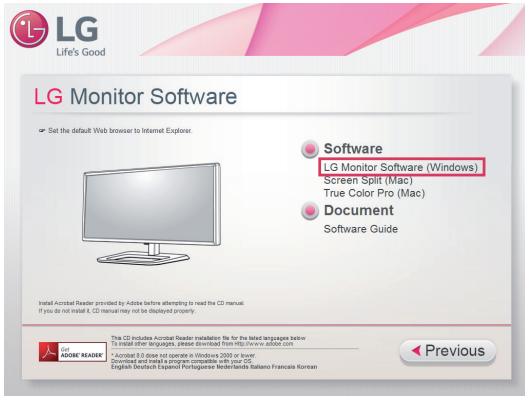 LG
Life's Good
LG Monitor Software
☞ Set the default Web browser to Internet Explorer.
Software
LG Monitor Software (Windows)
Screen Split (Mac)
True Color Pro (Mac)
Document
Software Guide
Install Acrobat Reader provided by Adobe before attempting to read the CD manual.
If you do not install it, CD manual may not be displayed properly.
Get
ADOBE® READER®
This CD includes Acrobat Reader installation file for the listed languages below
To install other languages, please download from Http://www.adobe.com
* Acrobat 8.0 dose not operate in Windows 2000 or lower.
Download and Install a program compatible with your OS.
English Deutsch Espanol Portuguese Nederlands Italiano Francais Korean
Previous